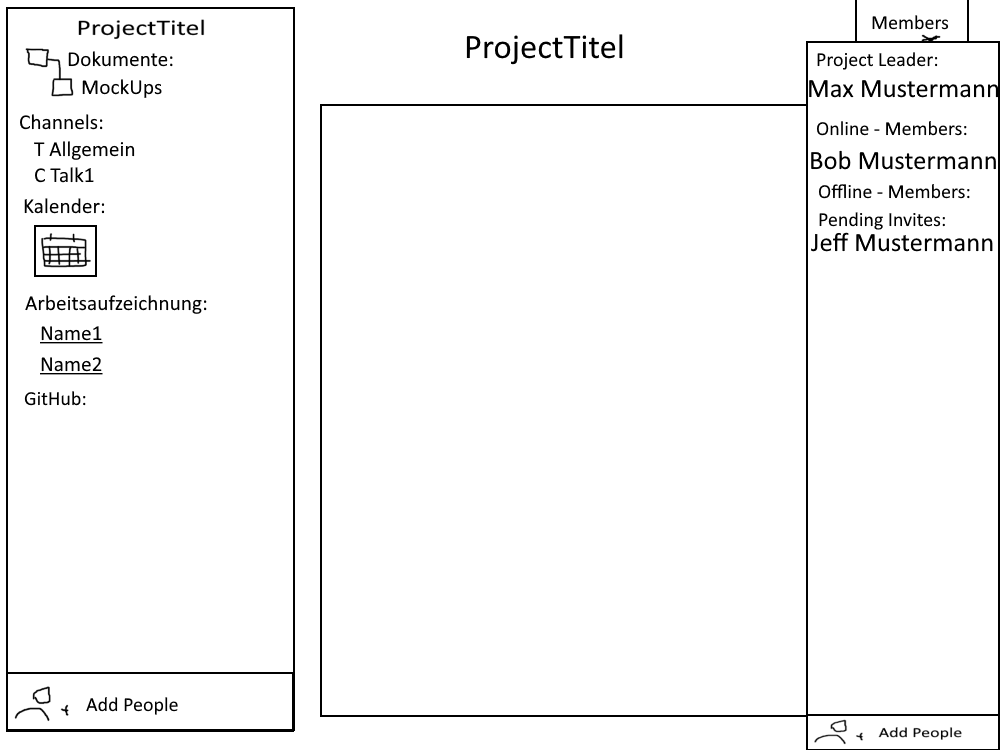 ProjectTitel
Dokumente:
MockUps
Channels:
T Allgemein
C Talk1
Kalender:
Arbeitsaufzeichnung:
Name1
Name2
GitHub:
Add People
ProjectTitel
Members
Project Leader:
Max Mustermann
Online - Members:
Bob Mustermann
Offline - Members:
Pending Invites:
Jeff Mustermann
Add People